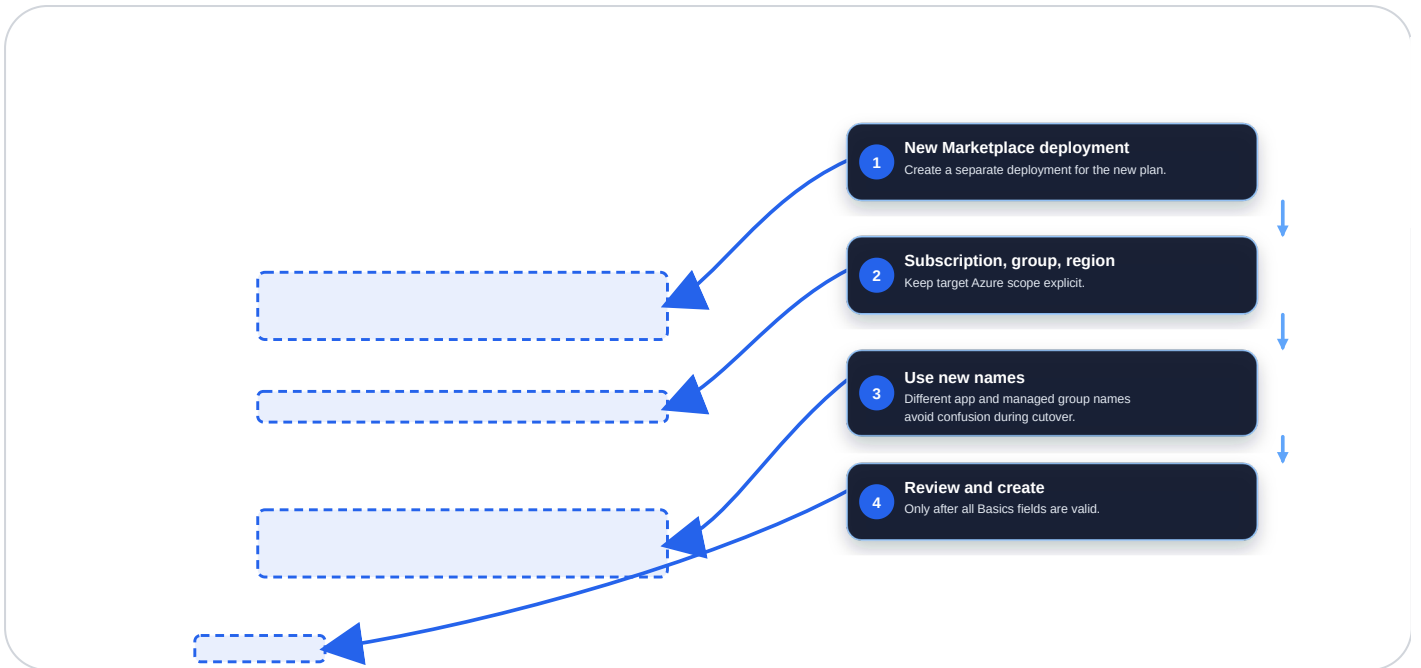 1
New Marketplace deployment
Create a separate deployment for the new plan.
2
Subscription, group, region
Keep target Azure scope explicit.
3
Use new names
Different app and managed group names
avoid confusion during cutover.
4
Review and create
Only after all Basics fields are valid.